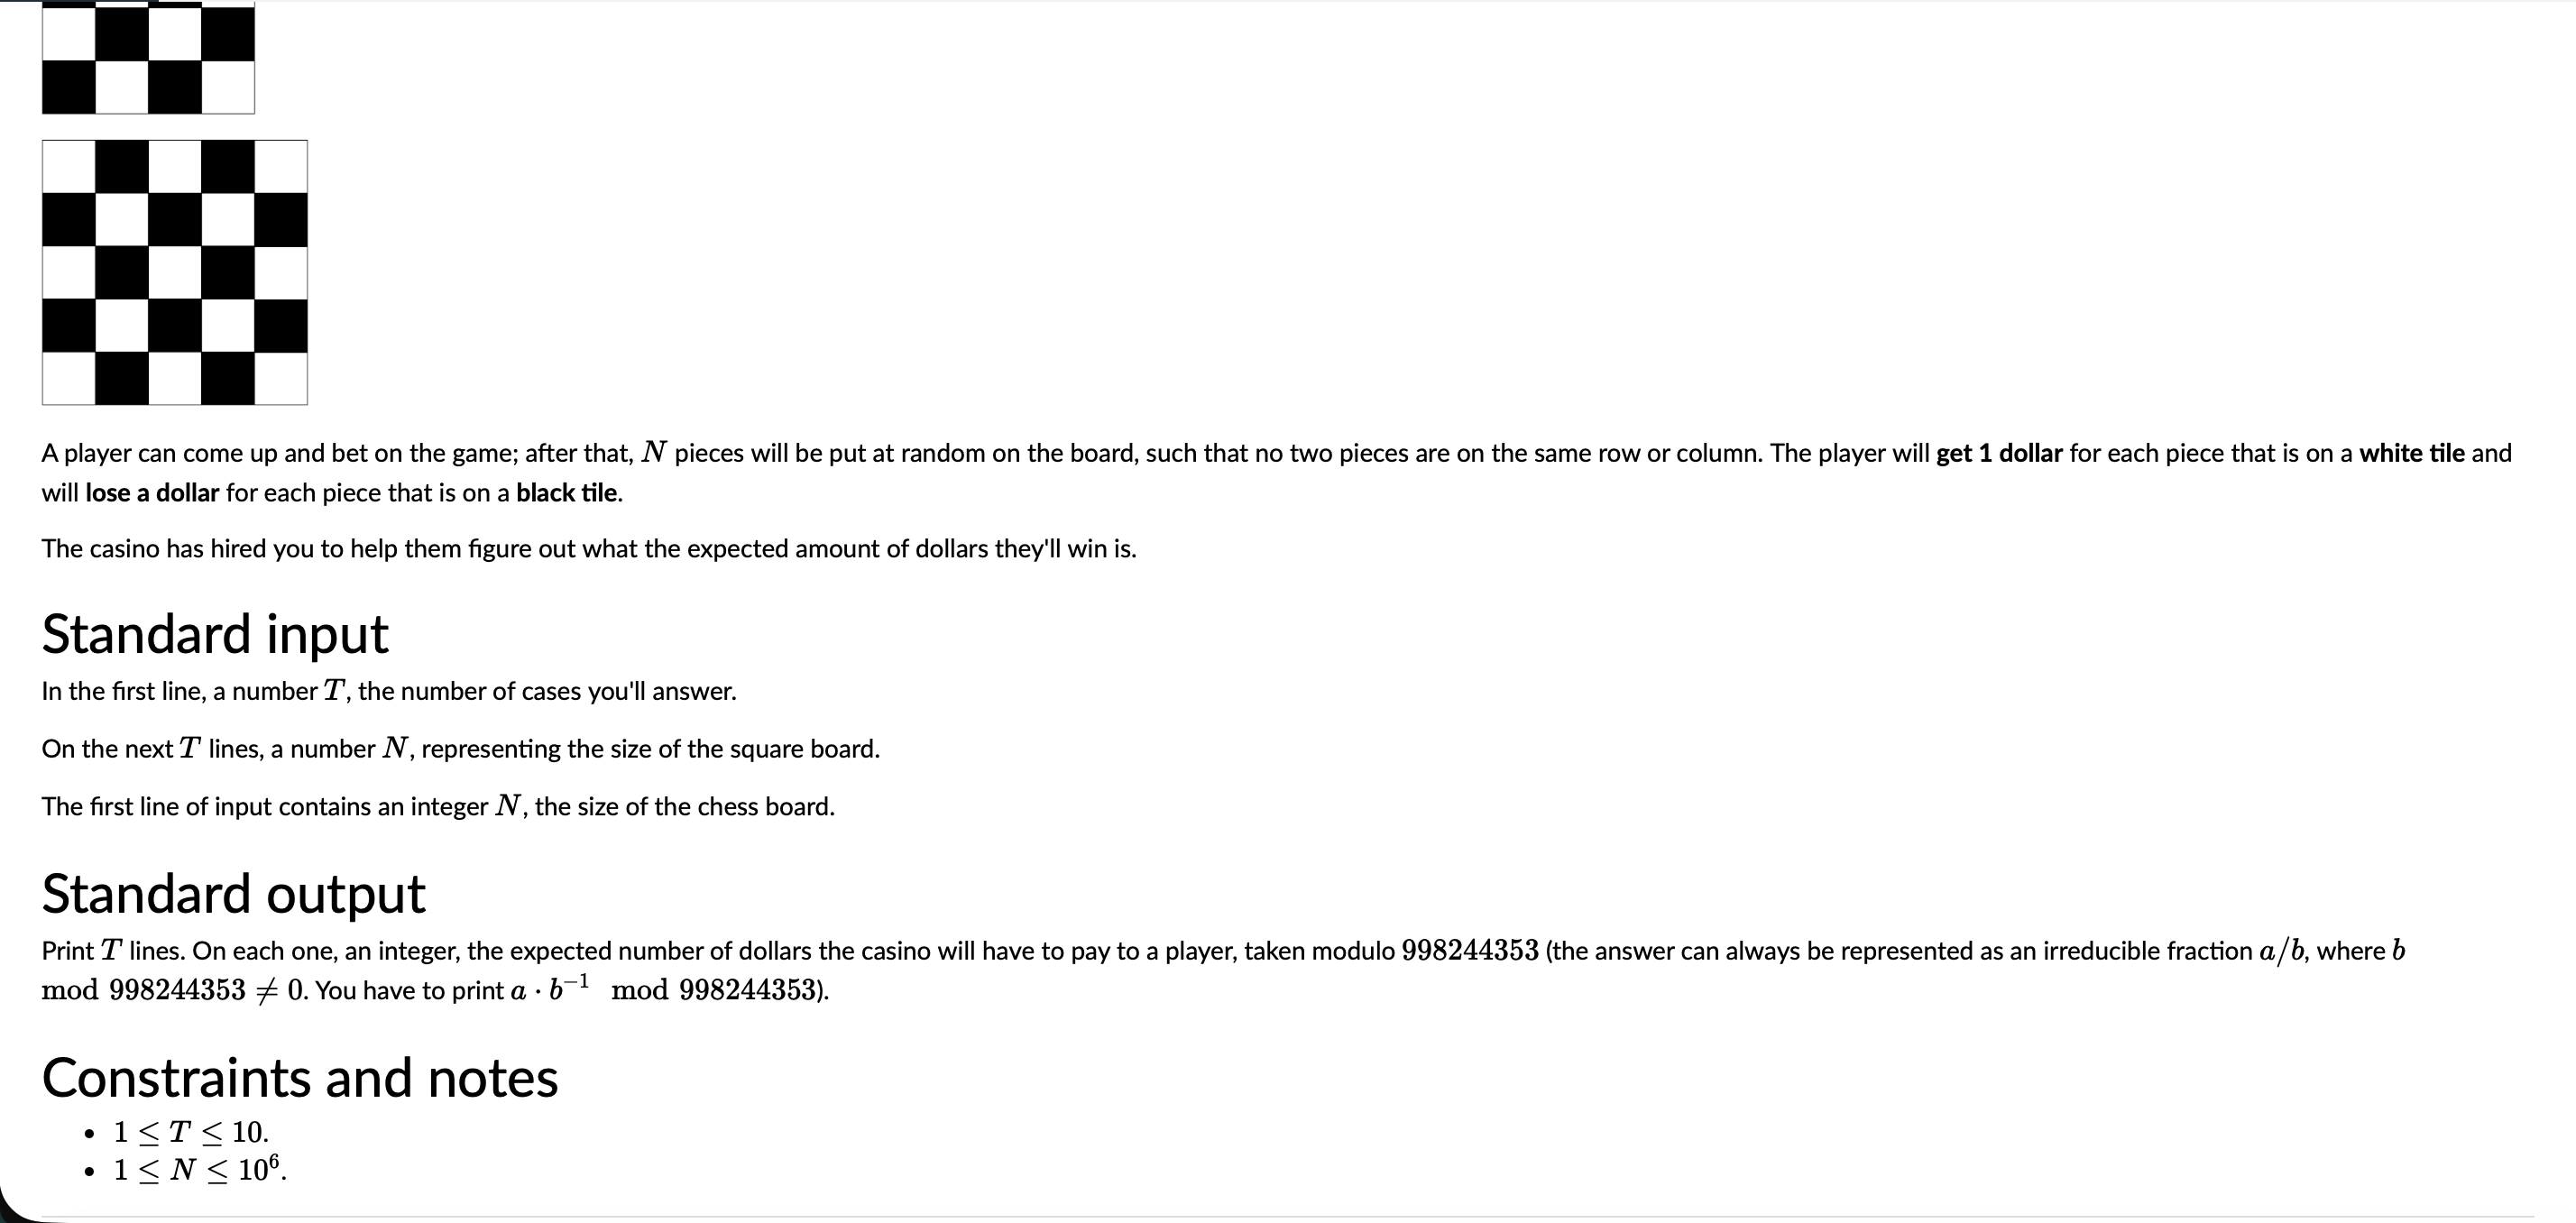 A player can come up and bet on the game; after that, N pieces will be put at random on the board, such that no two pieces are on the same row or column. The player will get 1 dollar for each piece that is on a white tile and
will lose a dollar for each piece that is on a black tile.
The casino has hired you to help them figure out what the expected amount of dollars they'll win is.
Standard input
In the first line, a number T, the number of cases you'll answer.
On the next T lines, a number N, representing the size of the square board.
The first line of input contains an integer N, the size of the chess board.
Standard output
Print T lines. On each one, an integer, the expected number of dollars the casino will have to pay to a player, taken modulo 998244353 (the answer can always be represented as an irreducible fraction a/b, where b
mod 998244353 ≠ 0. You have to print a · b⁻¹ mod 998244353).
Constraints and notes
• 1 ≤ T ≤ 10.
• 1 ≤ N ≤ 10⁶.